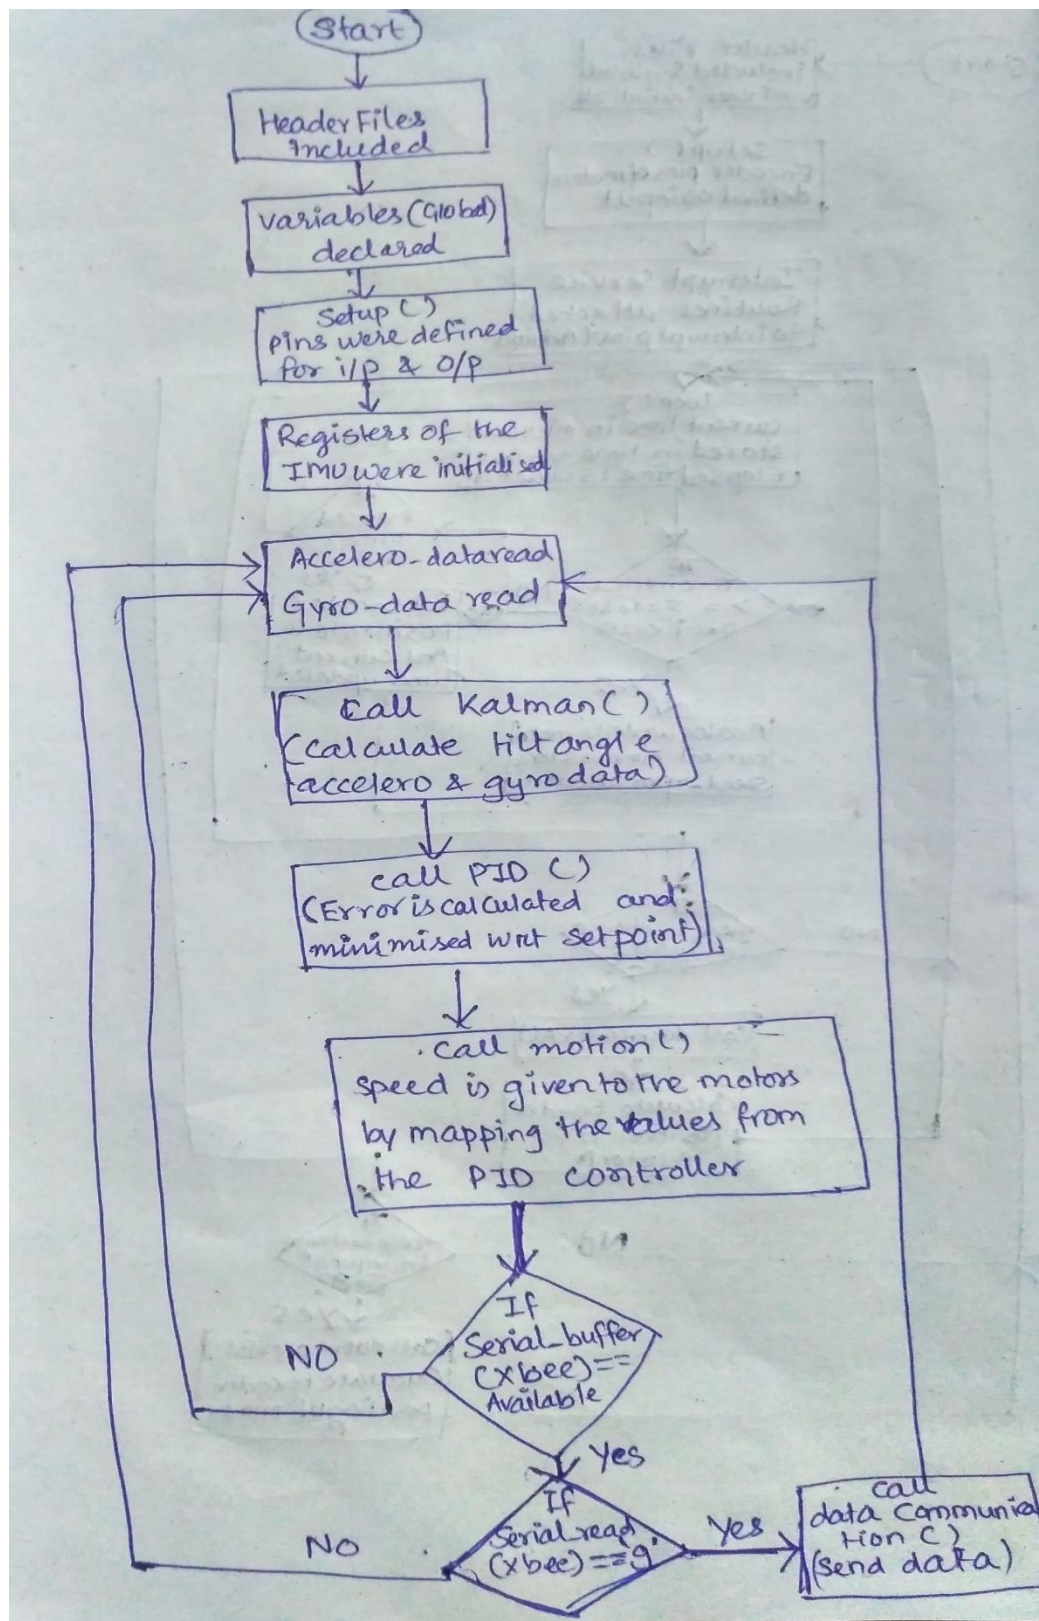 Start
Header Files
included
variables (Global)
declared
Setup ()
pins were defined
for i/p & o/p
Registers of the
IMU were initialised
Accelero-data read
Gyro-data read
Call Kalman()
(calculate tilt angle
accelero & gyro data)
call PID ()
(Error is calculated and
minimised wrt setpoint)
call motion()
speed is given to the motors
by mapping the values from
the PID controller
If
Serial_buffer
(xbee)==
Available
NO
Yes
If
Serial read
(xbee)=='g'
NO
Yes
call
data Communica
tion ()
(send data)